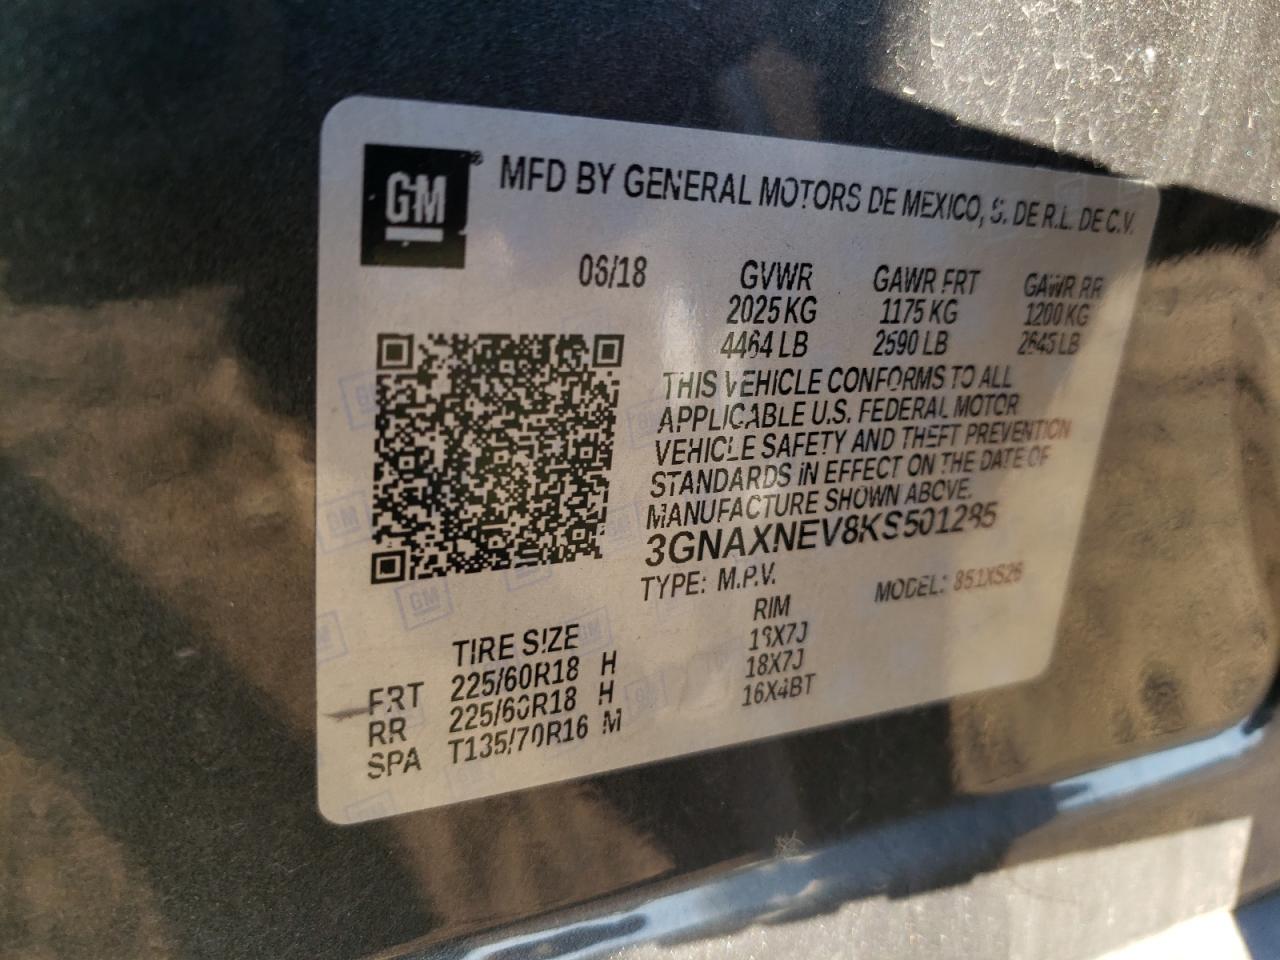 GM
MFD BY GENERAL MOTORS DE MEXICO, S. DE R.L. DE C.V.
06/18
GVWR GAWR FRT GAWR RR
2025 KG 1175 KG 1200 KG
4464 LB 2590 LB 2645 LB
THIS VEHICLE CONFORMS TO ALL
APPLICABLE U.S. FEDERAL MOTOR
VEHICLE SAFETY AND THEFT PREVENTION
STANDARDS IN EFFECT ON THE DATE OF
MANUFACTURE SHOWN ABOVE.
3GNAXNEV8KS501285
TYPE: M.P.V. MODEL: 851XS26
TIRE SIZE RIM
FRT 225/60R18 H 18X7J
RR 225/60R18 H 18X7J
SPA T135/70R16 M 16X4BT